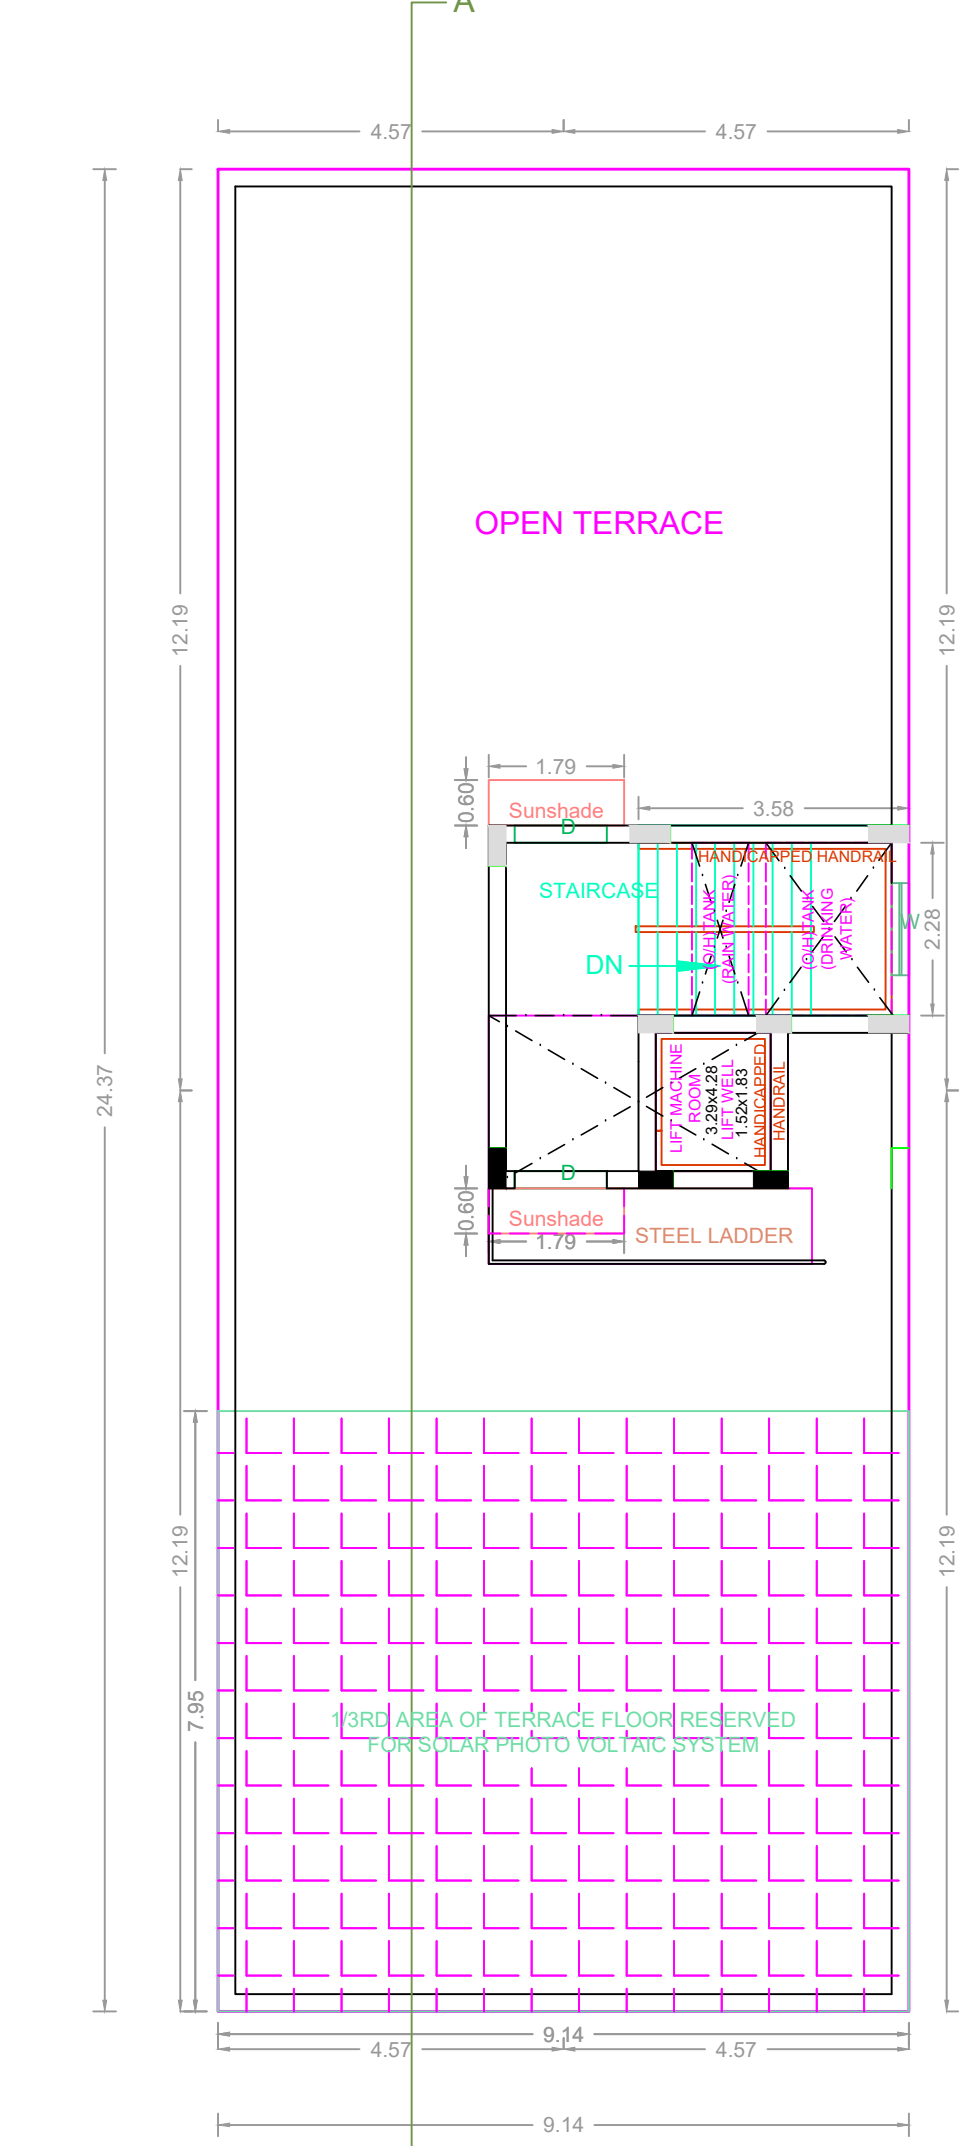 A
4.57
4.57
12.19
12.19
24.37
OPEN TERRACE
1.79
0.60
Sunshade
D
3.58
HANDICAPPED HANDRAIL
STAIRCASE
(O/H)TANK
(RAIN WATER)
(O/H)TANK
(DRINKING
WATER)
W
2.28
DN
LIFT MACHINE
ROOM
3.29x4.28
LIFT WELL
1.52x1.83
HANDICAPPED
HANDRAIL
D
0.60
Sunshade
1.79
STEEL LADDER
12.19
12.19
7.95
1/3RD AREA OF TERRACE FLOOR RESERVED
FOR SOLAR PHOTO VOLTAIC SYSTEM
9.14
4.57
4.57
9.14